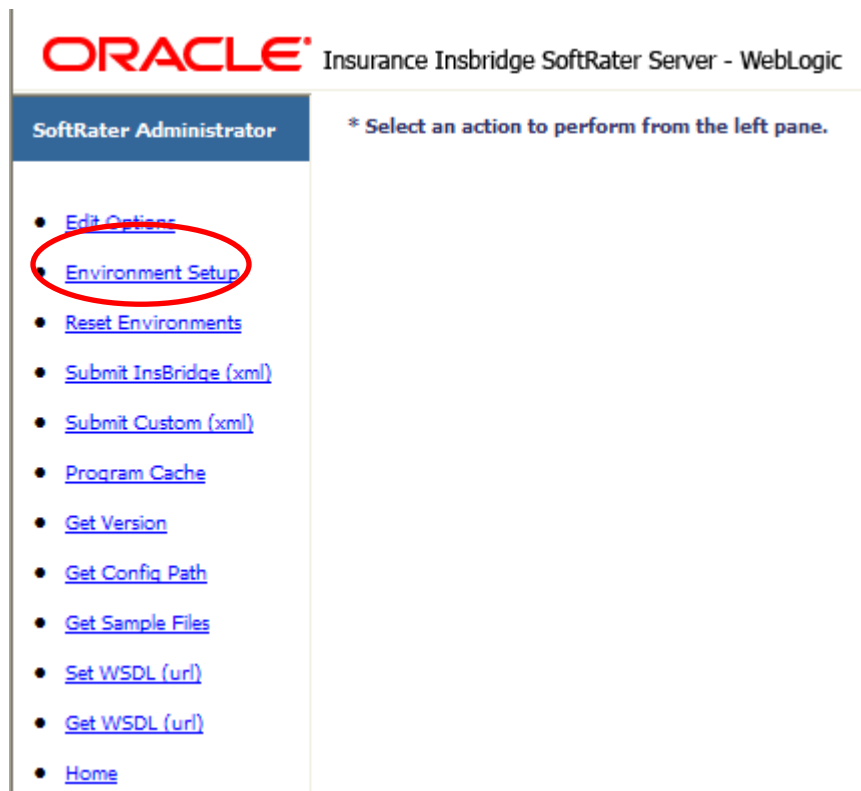 ORACLE Insurance Insbridge SoftRater Server - WebLogic
SoftRater Administrator
* Select an action to perform from the left pane.
Edit Options
Environment Setup
Reset Environments
Submit InsBridge (xml)
Submit Custom (xml)
Program Cache
Get Version
Get Config Path
Get Sample Files
Set WSDL (url)
Get WSDL (url)
Home